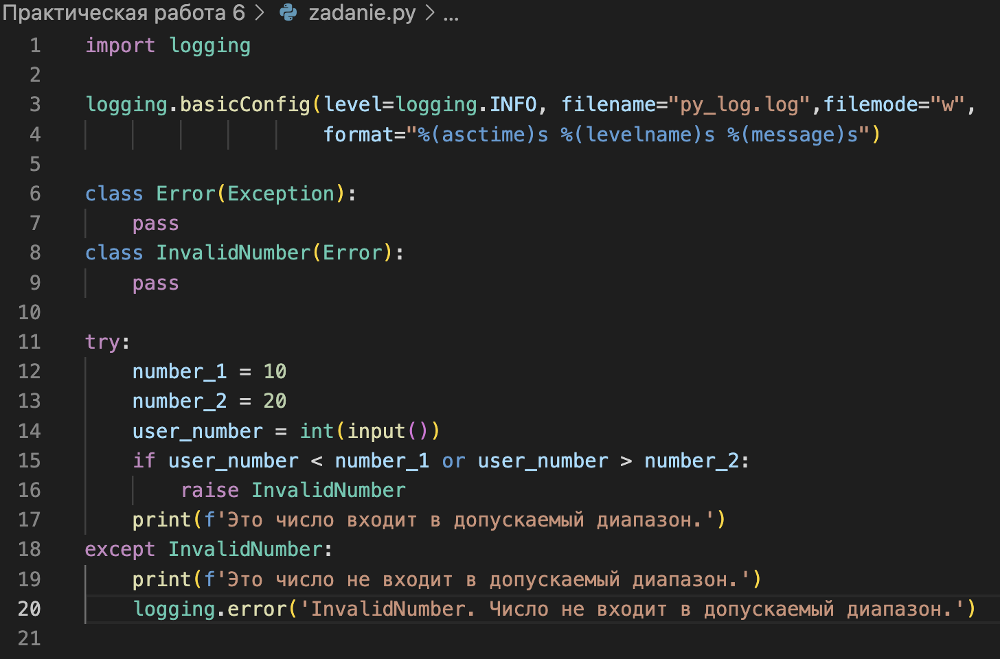 Практическая работа 6 > zadanie.py > ...
1 import logging
2
3 logging.basicConfig(level=logging.INFO, filename="py_log.log",filemode="w",
4                     format="%(asctime)s %(levelname)s %(message)s")
5
6 class Error(Exception):
7     pass
8 class InvalidNumber(Error):
9     pass
10
11 try:
12     number_1 = 10
13     number_2 = 20
14     user_number = int(input())
15     if user_number < number_1 or user_number > number_2:
16         raise InvalidNumber
17     print(f'Это число входит в допускаемый диапазон.')
18 except InvalidNumber:
19     print(f'Это число не входит в допускаемый диапазон.')
20     logging.error('InvalidNumber. Число не входит в допускаемый диапазон.')
21